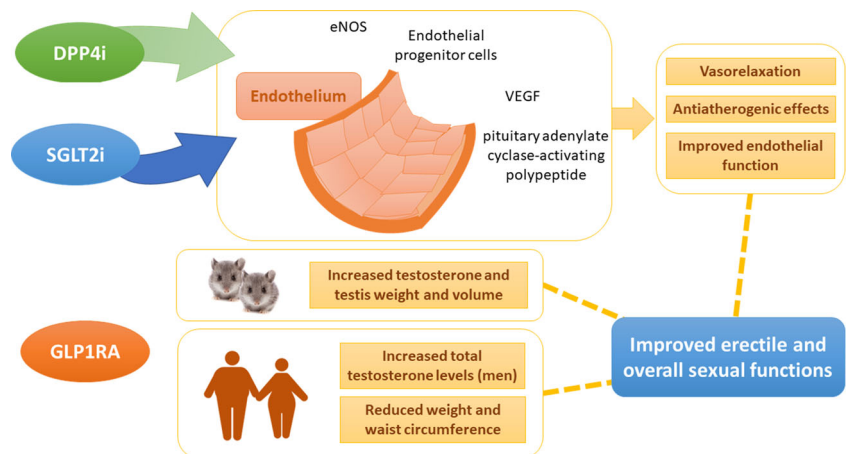 DPP4i
SGLT2i
eNOS
Endothelial
progenitor cells
Endothelium
VEGF
pituitary adenylate
cyclase-activating
polypeptide
Vasorelaxation
Antiatherogenic effects
Improved endothelial
function
GLP1RA
Increased testosterone and
testis weight and volume
Increased total
testosterone levels (men)
Reduced weight and
waist circumference
Improved erectile and
overall sexual functions